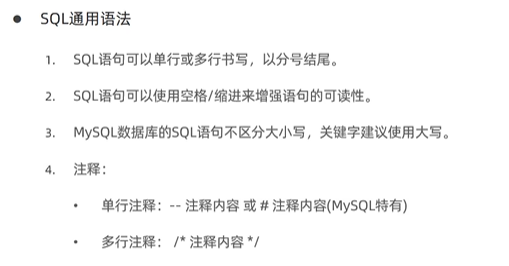 ● SQL通用语法
1. SQL语句可以单行或多行书写，以分号结尾。
2. SQL语句可以使用空格/缩进来增强语句的可读性。
3. MySQL数据库的SQL语句不区分大小写，关键字建议使用大写。
4. 注释：
• 单行注释：-- 注释内容 或 # 注释内容(MySQL特有)
• 多行注释： /* 注释内容 */